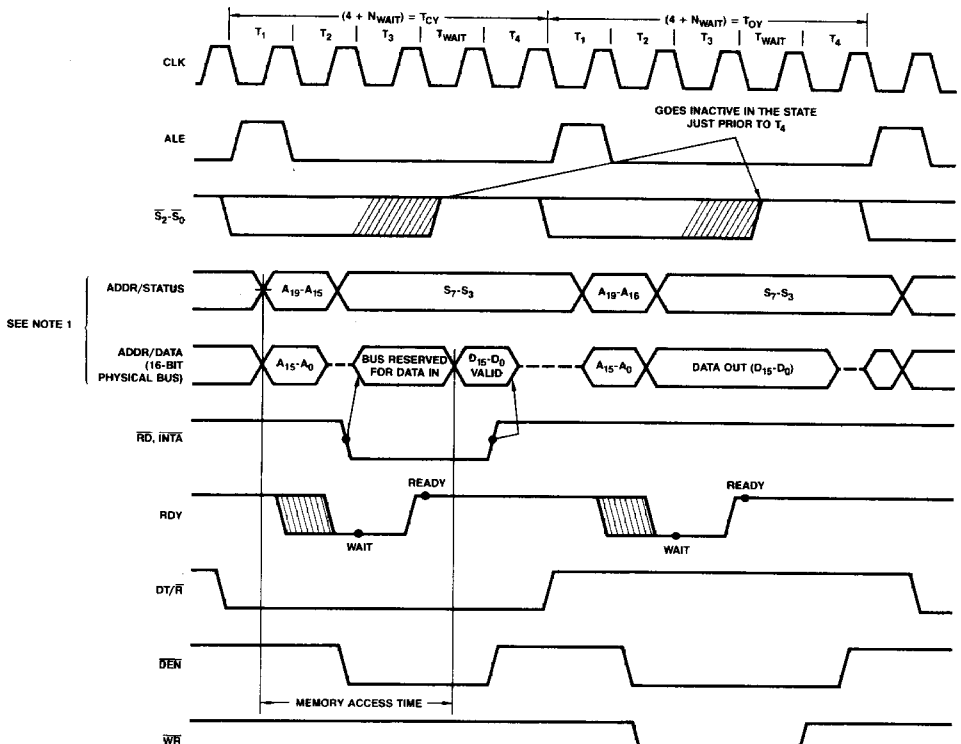 (4 + NWAIT) = TCY (4 + NWAIT) = TOY
T1 T2 T3 TWAIT T4 T1 T2 T3 TWAIT T4
CLK
GOES INACTIVE IN THE STATE
JUST PRIOR TO T4
ALE
S2-S0
ADDR/STATUS A19-A15 S7-S3 A19-A16 S7-S3
SEE NOTE 1
ADDR/DATA
(16-BIT
PHYSICAL BUS)
A15-A0
BUS RESERVED
FOR DATA IN
D15-D0
VALID
A15-A0
DATA OUT (D15-D0)
RD, INTA
READY READY
RDY
WAIT WAIT
DT/R
DEN
MEMORY ACCESS TIME
WR